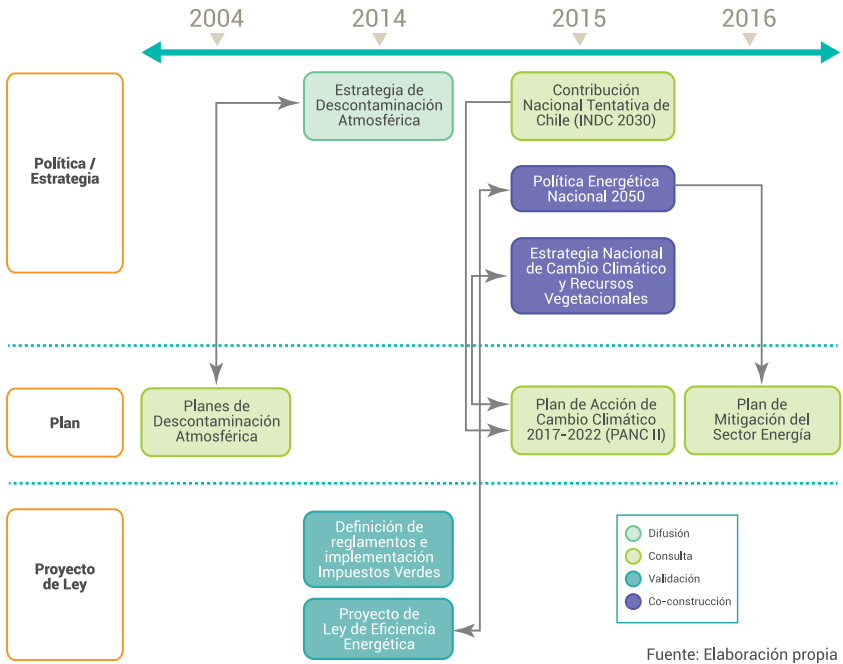 2004
2014
2015
2016
Política /
Estrategia
Estrategia de
Descontaminación
Atmosférica
Contribución
Nacional Tentativa de
Chile (INDC 2030)
Política Energética
Nacional 2050
Estrategia Nacional
de Cambio Climático
y Recursos
Vegetacionales
Plan
Planes de
Descontaminación
Atmosférica
Plan de Acción de
Cambio Climático
2017-2022 (PANC II)
Plan de
Mitigación del
Sector Energía
Proyecto
de Ley
Definición de
reglamentos e
implementación
Impuestos Verdes
Proyecto de
Ley de Eficiencia
Energética
Difusión
Consulta
Validación
Co-construcción
Fuente: Elaboración propia